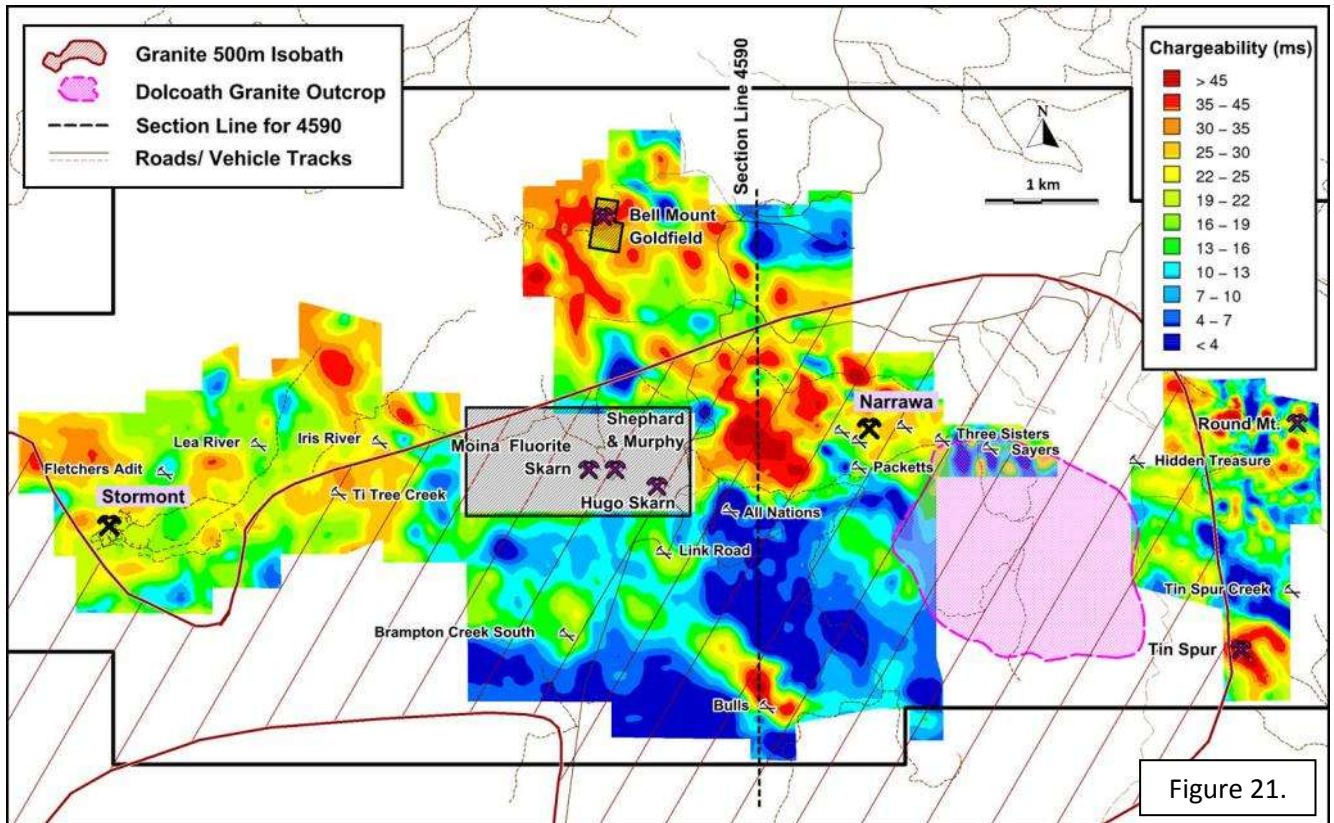 Granite 500m Isobath
Dolcoath Granite Outcrop
Section Line for 4590
Roads/ Vehicle Tracks
Section Line 4590
N
1 km
Chargeability (ms)
> 45
35 – 45
30 – 35
25 – 30
22 – 25
19 – 22
16 – 19
13 – 16
10 – 13
7 – 10
4 – 7
< 4
Bell Mount
Goldfield
Narrawa
Shephard
& Murphy
Moina Fluorite
Skarn
Hugo Skarn
Lea River
Iris River
Fletchers Adit
Stormont
Ti Tree Creek
Three Sisters
Sayers
Packetts
All Nations
Link Road
Brampton Creek South
Bulls
Round Mt.
Hidden Treasure
Tin Spur Creek
Tin Spur
Figure 21.